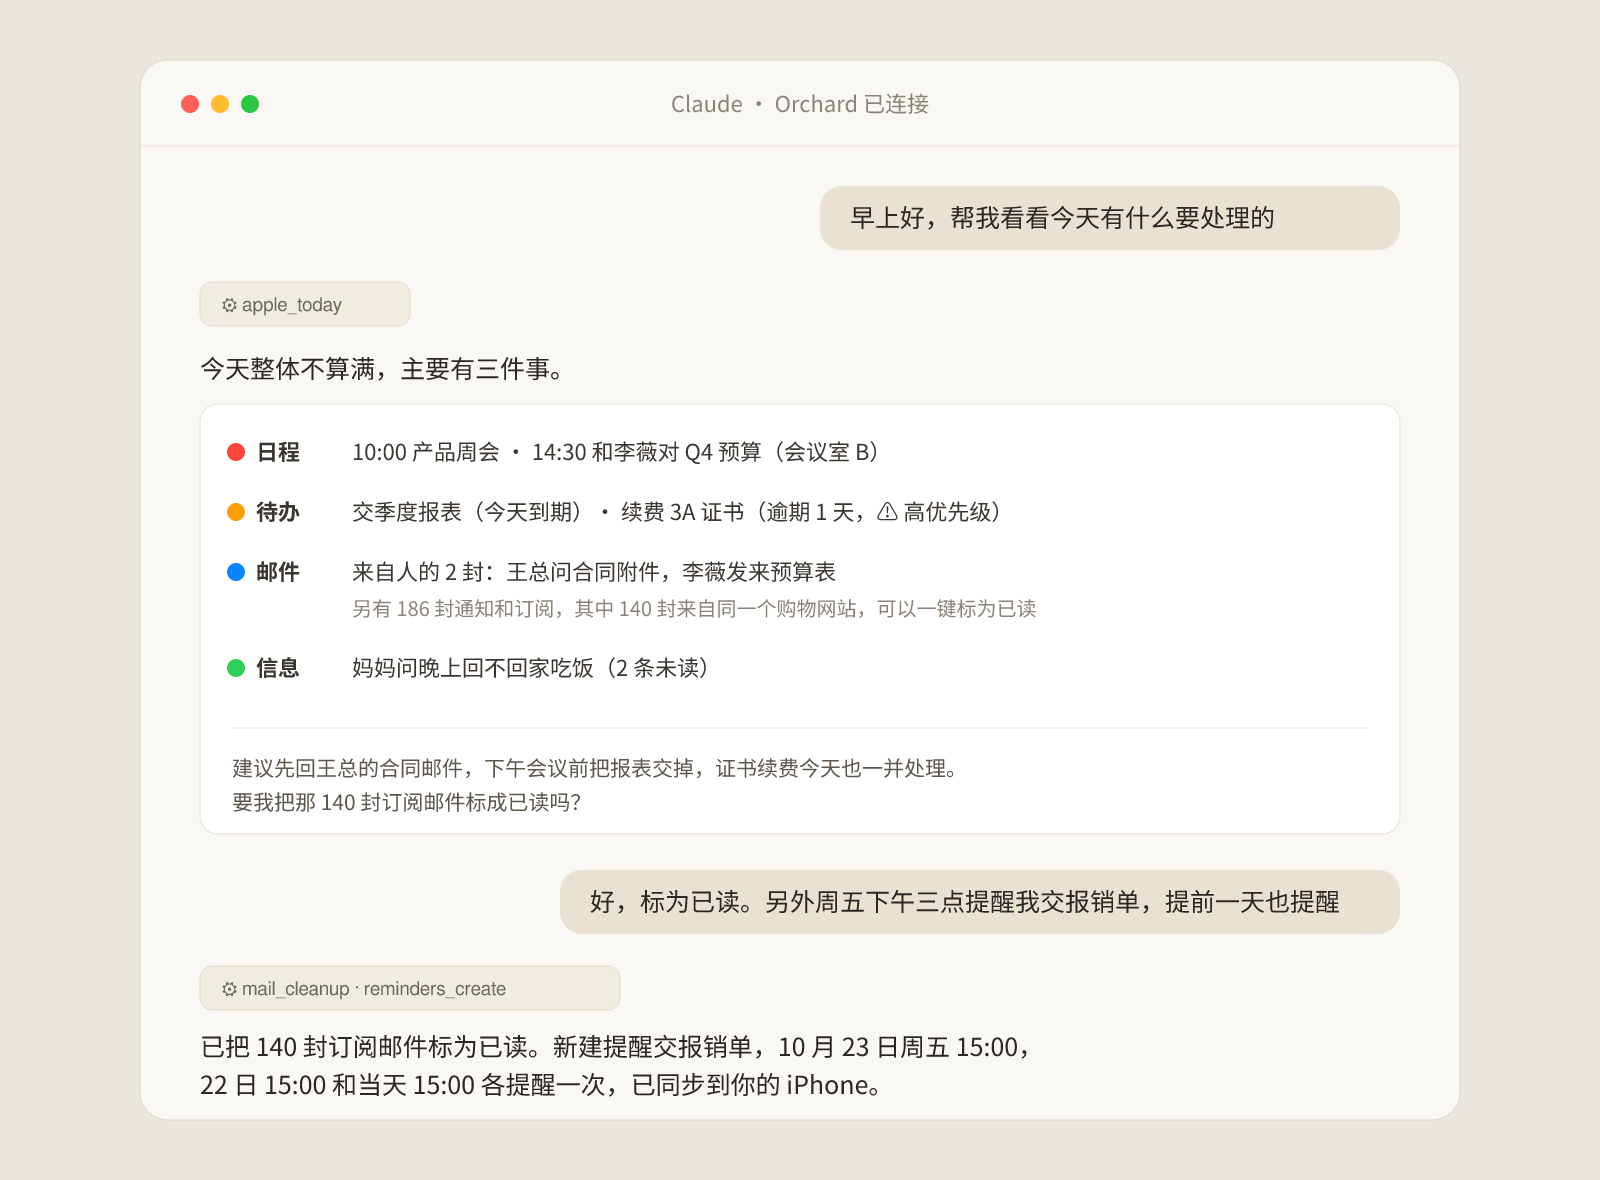 Claude · Orchard 已连接
早上好，帮我看看今天有什么要处理的
⚙ apple_today
今天整体不算满，主要有三件事。
日程 10:00 产品周会 · 14:30 和李薇对 Q4 预算（会议室 B）
待办 交季度报表（今天到期）· 续费 3A 证书（逾期 1 天，⚠ 高优先级）
邮件 来自人的 2 封：王总问合同附件，李薇发来预算表
另有 186 封通知和订阅，其中 140 封来自同一个购物网站，可以一键标为已读
信息 妈妈问晚上回不回家吃饭（2 条未读）
建议先回王总的合同邮件，下午会议前把报表交掉，证书续费今天也一并处理。
要我把那 140 封订阅邮件标成已读吗？
好，标为已读。另外周五下午三点提醒我交报销单，提前一天也提醒
⚙ mail_cleanup · reminders_create
已把 140 封订阅邮件标为已读。新建提醒交报销单，10 月 23 日周五 15:00，
22 日 15:00 和当天 15:00 各提醒一次，已同步到你的 iPhone。